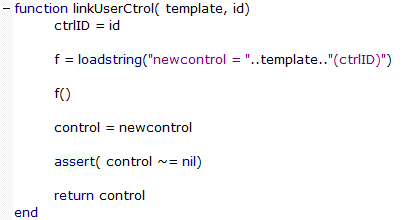 function linkUserCtrol( template, id)
ctrlID = id
f = loadstring("newcontrol = "..template.."(ctrlID)")
f()
control = newcontrol
assert( control ~= nil)
return control
end